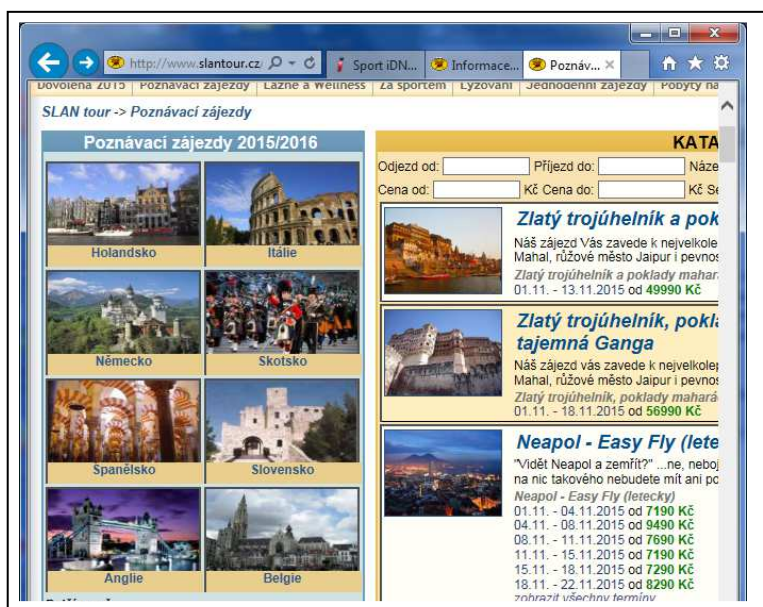 http://www.slantour.cz
Sport iDN...
Informace...
Poznáv...
Dovolená 2015 Poznávací zájezdy Lázně a Wellness Za sportem Lyžování Jednodenní zájezdy Pobyty na
SLAN tour -> Poznávací zájezdy
Poznávací zájezdy 2015/2016
Holandsko
Itálie
Německo
Skotsko
Španělsko
Slovensko
Anglie
Belgie
KATA
Odjezd od: Příjezd do: Náze
Cena od: Kč Cena do: Kč Se
Zlatý trojúhelník a pok
Náš zájezd Vás zavede k nejvelkole
Mahal, růžové město Jaipur i pevnos
Zlatý trojúhelník a poklady mahará
01.11. - 13.11.2015 od 49990 Kč
Zlatý trojúhelník, pokla
tajemná Ganga
Náš zájezd vás zavede k nejvelkolep
Mahal, růžové město Jaipur i pevnos
Zlatý trojúhelník, poklady mahará
01.11. - 18.11.2015 od 56990 Kč
Neapol - Easy Fly (lete
"Vidět Neapol a zemřít?" ...ne, neboj
na nic takového nebudete mít ani po
Neapol - Easy Fly (letecky)
01.11. - 04.11.2015 od 7190 Kč
04.11. - 08.11.2015 od 9490 Kč
08.11. - 11.11.2015 od 7690 Kč
11.11. - 15.11.2015 od 7190 Kč
15.11. - 18.11.2015 od 7290 Kč
18.11. - 22.11.2015 od 8290 Kč
zobrazit všechny termíny